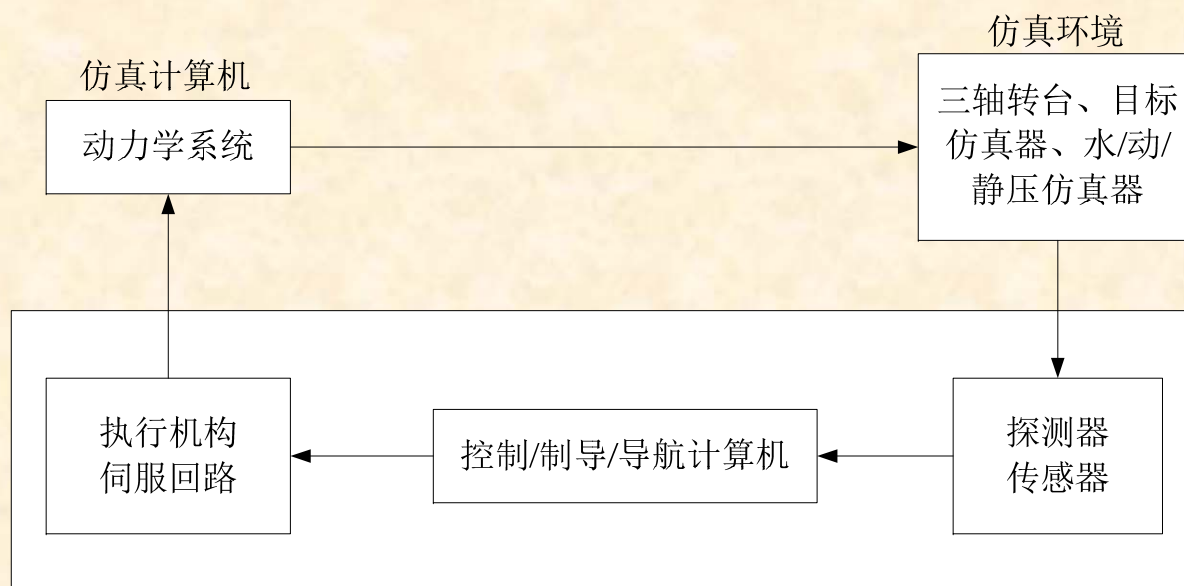 仿真计算机
动力学系统
仿真环境
三轴转台、目标
仿真器、水/动/
静压仿真器
执行机构
伺服回路
控制/制导/导航计算机
探测器
传感器